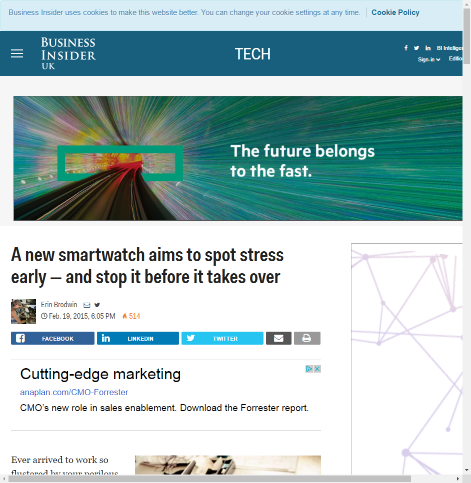 Business Insider uses cookies to make this website better. You can change your cookie settings at any time. Cookie Policy
BUSINESS
INSIDER
UK
TECH
in BI Intellige
Sign-in Editio
The future belongs
to the fast.
A new smartwatch aims to spot stress
early — and stop it before it takes over
Erin Brodwin
Feb. 19, 2015, 6:05 PM 514
FACEBOOK
LINKEDIN
TWITTER
Cutting-edge marketing
anaplan.com/CMO-Forrester
CMO's new role in sales enablement. Download the Forrester report.
Ever arrived to work so
flustered by your perilous